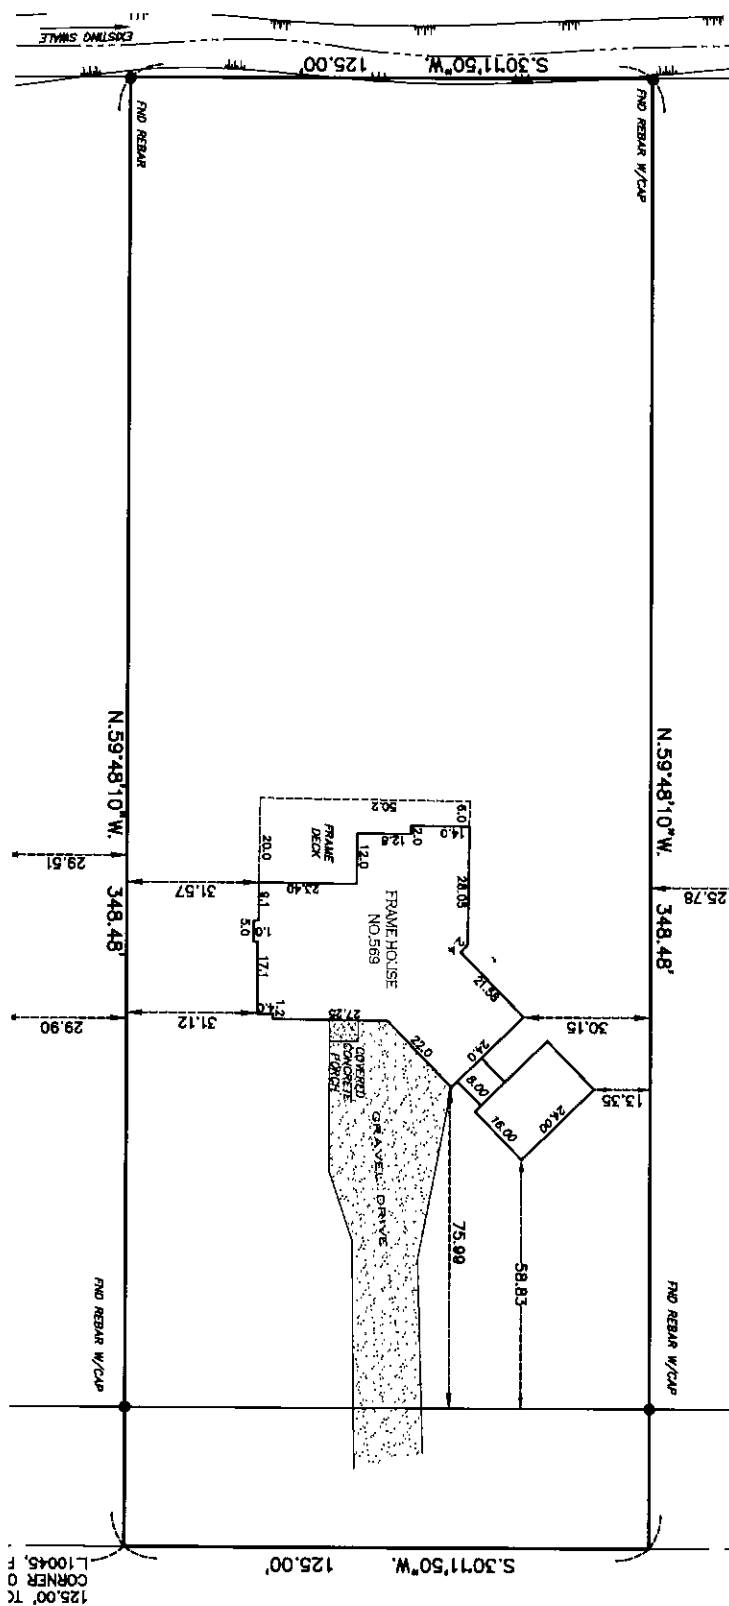 EXISTING SWALE
125.00' S.30°11'50"W.
FND REBAR
FND REBAR W/CAP
N.59°48'10"W. 348.48'
N.59°48'10"W. 348.48'
29.51
31.57
25.78
50.2
6.0
14.0
2.0
12.8
12.0
20.0
FRAME
DECK
23.40
28.05
9.1
1.0
5.0
17.1
FRAME HOUSE
NO.569
21.58
29.90
31.12
1.2
27.25
22.0
24.0
30.15
8.00
16.00
24.00
13.35
COVERED
CONCRETE
PORCH
GRAVEL DRIVE
75.99
58.83
FND REBAR W/CAP
FND REBAR W/CAP
125.00' S.30°11'50"W.
125.00' TO
CORNER O
L.10045, F